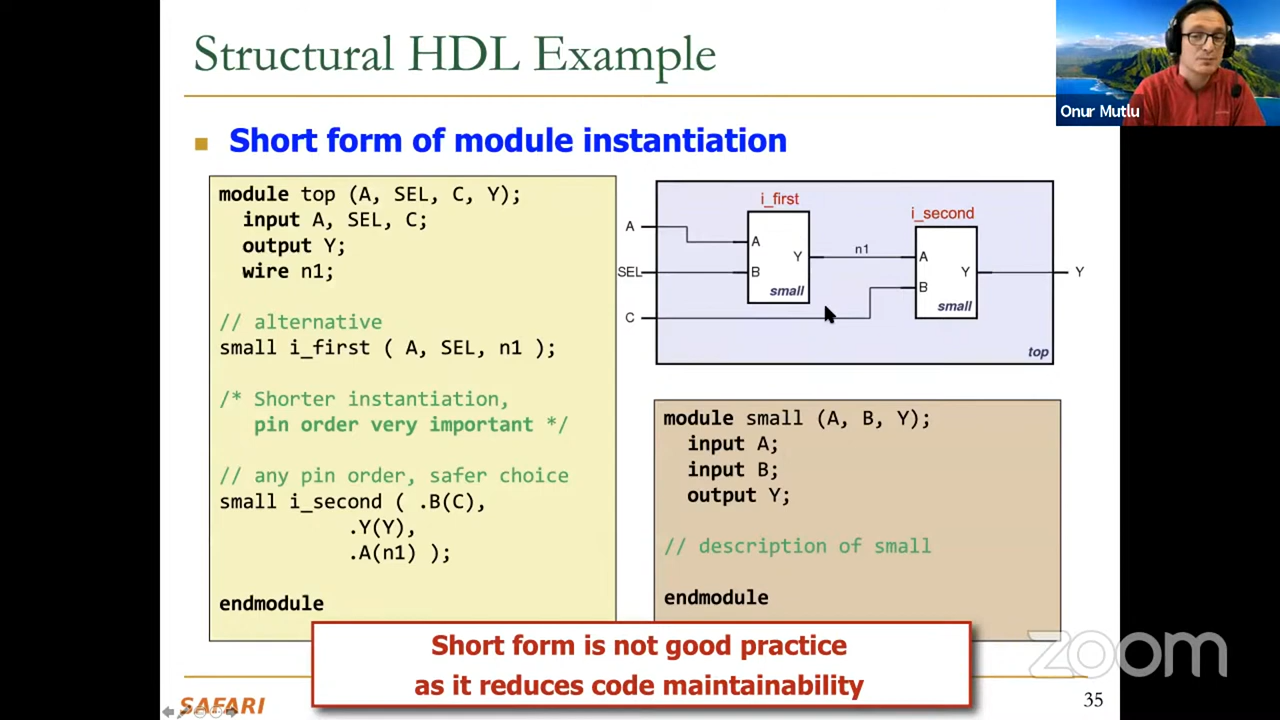 Structural HDL Example
Onur Mutlu
Short form of module instantiation
module top (A, SEL, C, Y);
input A, SEL, C;
output Y;
wire n1;
// alternative
small i_first ( A, SEL, n1 );
/* Shorter instantiation,
pin order very important */
// any pin order, safer choice
small i_second ( .B(C),
.Y(Y),
.A(n1) );
endmodule
i_first
i_second
A
A
Y
n1
A
SEL
B
Y
Y
B
small
small
C
top
module small (A, B, Y);
input A;
input B;
output Y;
// description of small
endmodule
Short form is not good practice
as it reduces code maintainability
zoom
SAFARI
35